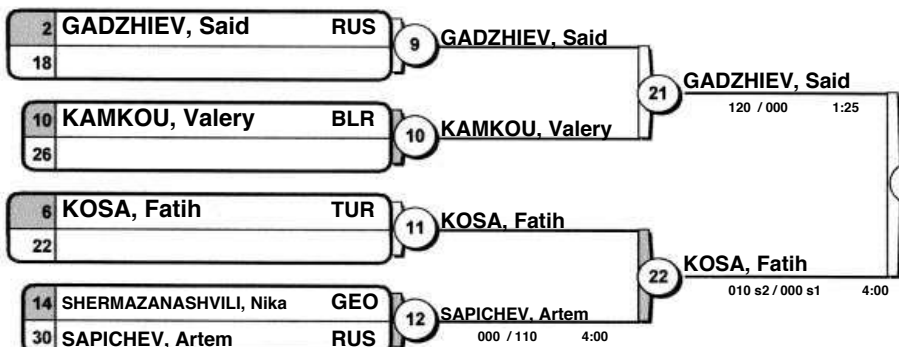 2 GADZHIEV, Said RUS
18
9 GADZHIEV, Said
10 KAMKOU, Valery BLR
26
10 KAMKOU, Valery
21 GADZHIEV, Said
120 / 000 1:25
6 KOSA, Fatih TUR
22
11 KOSA, Fatih
14 SHERMAZANASHVILI, Nika GEO
30 SAPICHEV, Artem RUS
12 SAPICHEV, Artem
000 / 110 4:00
22 KOSA, Fatih
010 s2 / 000 s1 4:00